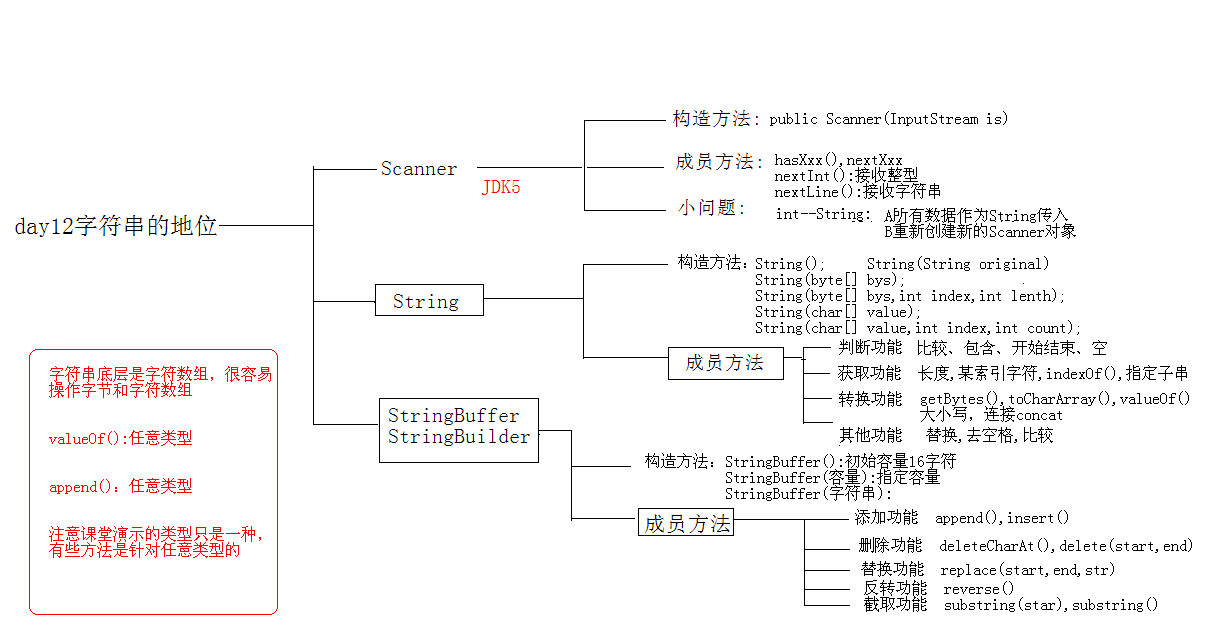 day12字符串的地位
Scanner
JDK5
构造方法: public Scanner(InputStream is)
成员方法: hasXxx(),nextXxx
nextInt():接收整型
nextLine():接收字符串
小问题: int--String: A所有数据作为String传入
B重新创建新的Scanner对象
String
构造方法: String(); String(String original)
String(byte[] bys);
String(byte[] bys,int index,int lenth);
String(char[] value);
String(char[] value,int index,int count);
成员方法
判断功能 比较、包含、开始结束、空
获取功能 长度,某索引字符,indexOf(),指定子串
转换功能 getBytes(),toCharArray(),valueOf()
大小写，连接concat
其他功能 替换,去空格,比较
StringBuffer
StringBuilder
构造方法: StringBuffer():初始容量16字符
StringBuffer(容量):指定容量
StringBuffer(字符串):
成员方法
添加功能 append(),insert()
删除功能 deleteCharAt(),delete(start,end)
替换功能 replace(start,end,str)
反转功能 reverse()
截取功能 substring(star),substring()
字符串底层是字符数组，很容易
操作字节和字符数组
valueOf():任意类型
append()：任意类型
注意课堂演示的类型只是一种，
有些方法是针对任意类型的